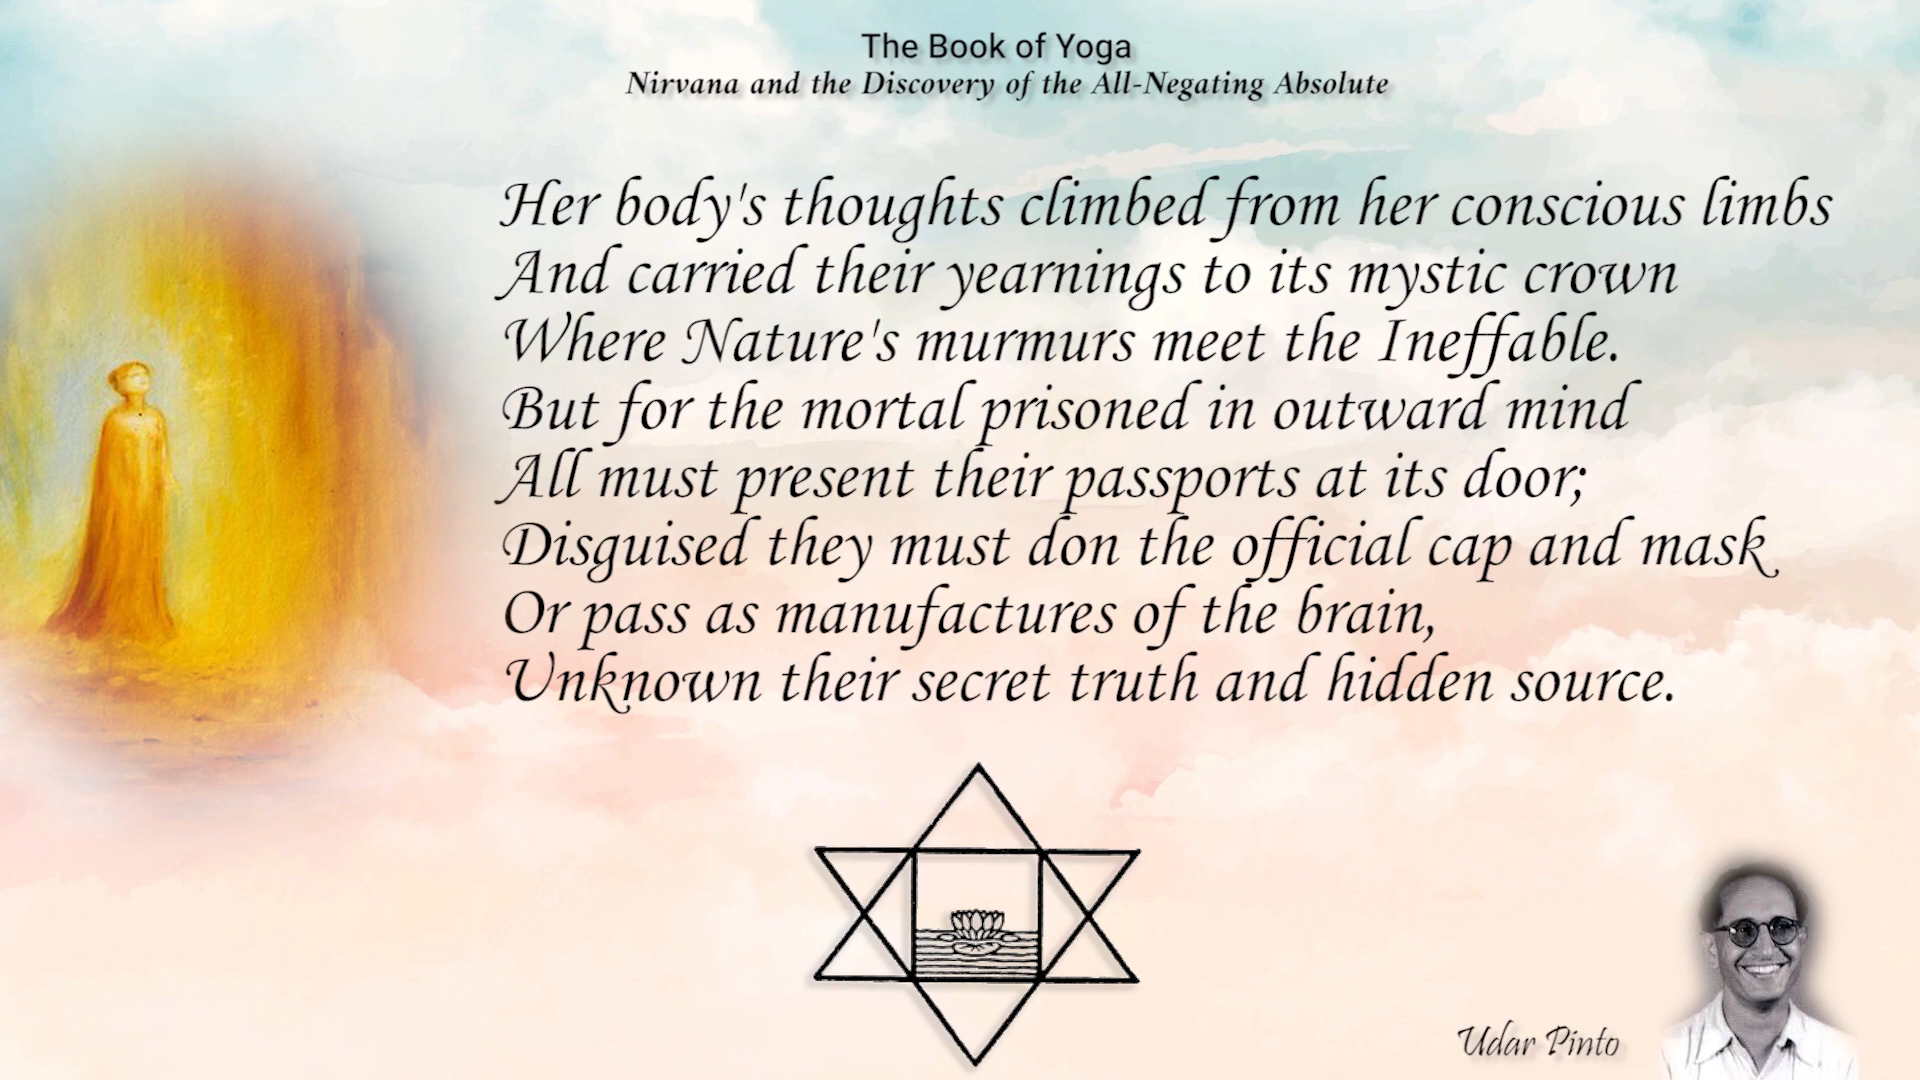 The Book of Yoga
Nirvana and the Discovery of the All-Negating Absolute
Her body's thoughts climbed from her conscious limbs
And carried their yearnings to its mystic crown
Where Nature's murmurs meet the Ineffable.
But for the mortal prisoned in outward mind
All must present their passports at its door;
Disguised they must don the official cap and mask
Or pass as manufactures of the brain,
Unknown their secret truth and hidden source.
Udar Pinto